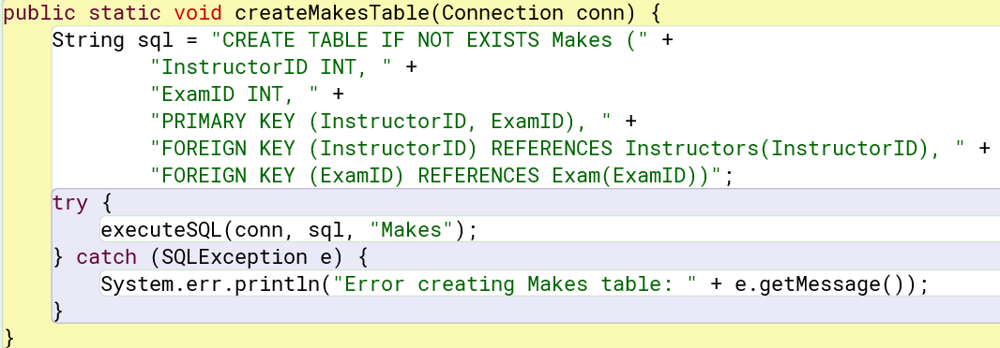 public static void createMakesTable(Connection conn) {
    String sql = "CREATE TABLE IF NOT EXISTS Makes (" +
            "InstructorID INT, " +
            "ExamID INT, " +
            "PRIMARY KEY (InstructorID, ExamID), " +
            "FOREIGN KEY (InstructorID) REFERENCES Instructors(InstructorID), " +
            "FOREIGN KEY (ExamID) REFERENCES Exam(ExamID))";
    try {
        executeSQL(conn, sql, "Makes");
    } catch (SQLException e) {
        System.err.println("Error creating Makes table: " + e.getMessage());
    }
}